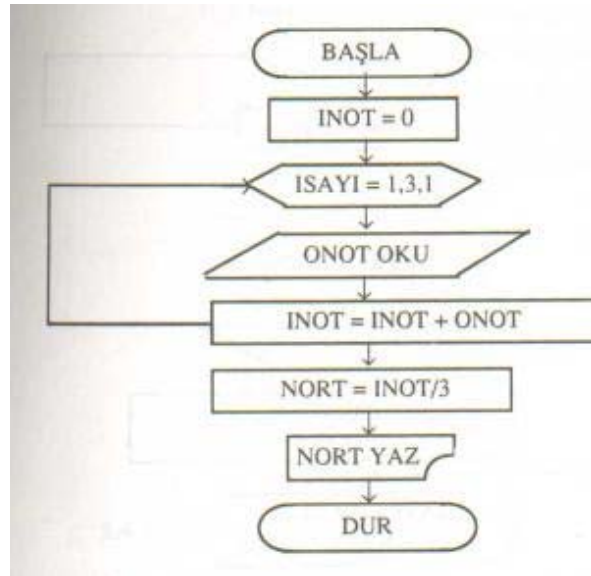 BAŞLA
INOT = 0
ISAYI = 1,3,1
ONOT OKU
INOT = INOT + ONOT
NORT = INOT/3
NORT YAZ
DUR